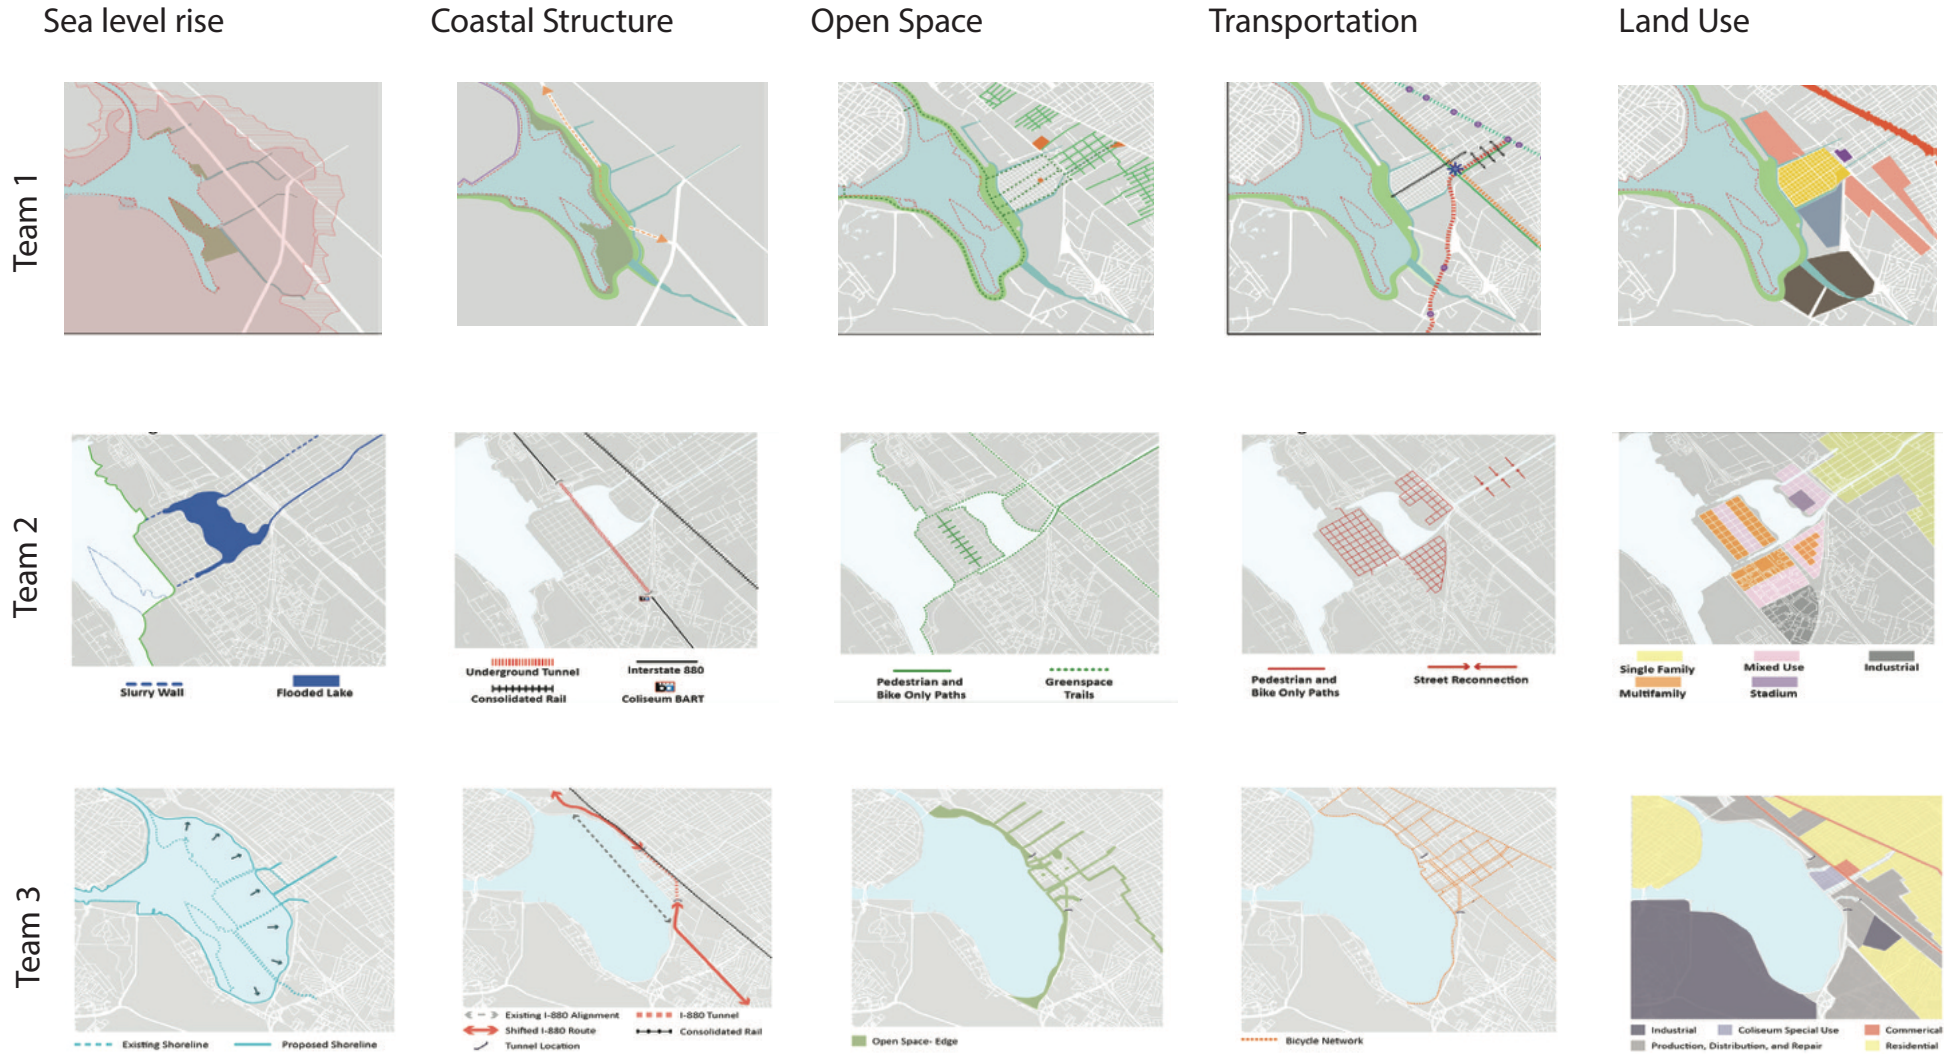 Sea level rise
Coastal Structure
Open Space
Transportation
Land Use
Team 1
Team 2
Slurry Wall
Flooded Lake
Underground Tunnel
Interstate 880
Consolidated Rail
Coliseum BART
Pedestrian and
Bike Only Paths
Greenspace
Trails
Pedestrian and
Bike Only Paths
Street Reconnection
Single Family
Mixed Use
Industrial
Multifamily
Stadium
Team 3
Existing Shoreline
Proposed Shoreline
Existing I-880 Alignment
I-880 Tunnel
Shifted I-880 Route
Consolidated Rail
Tunnel Location
Open Space- Edge
Bicycle Network
Industrial
Coliseum Special Use
Commerical
Production, Distribution, and Repair
Residential